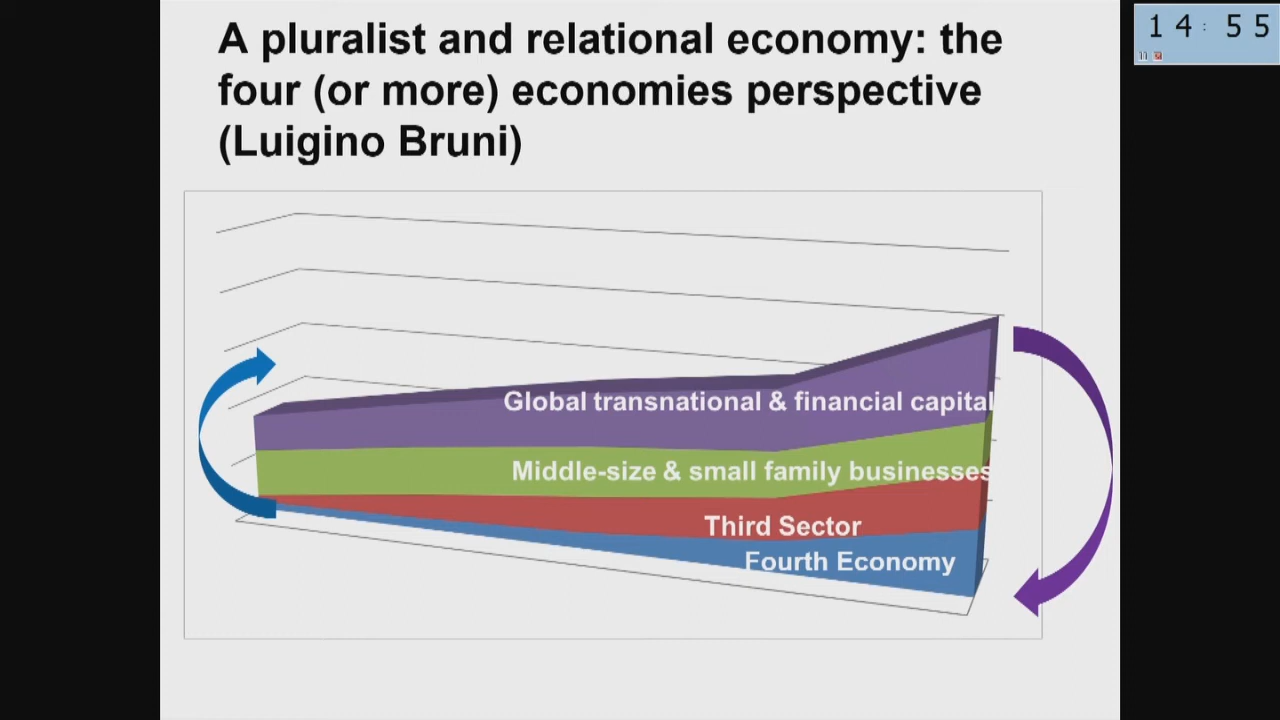 A pluralist and relational economy: the
four (or more) economies perspective
(Luigino Bruni)
14:55
Global transnational & financial capital
Middle-size & small family businesses
Third Sector
Fourth Economy